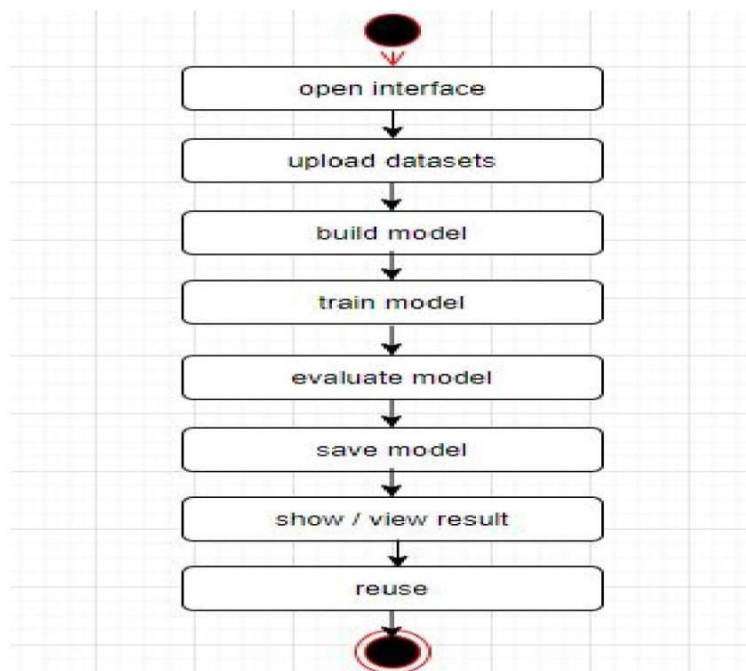 open interface
upload datasets
build model
train model
evaluate model
save model
show / view result
reuse